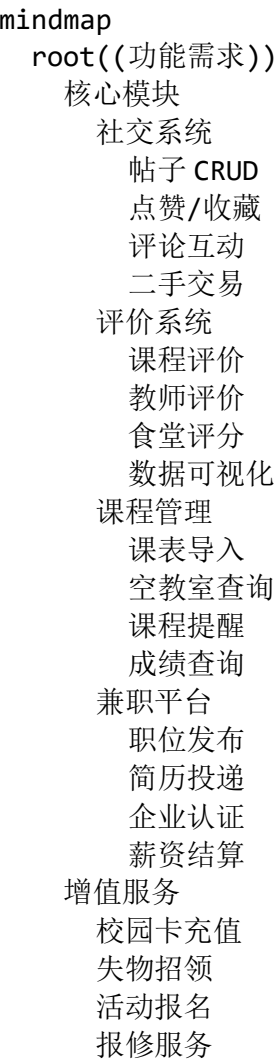 mindmap
root((功能需求))
核心模块
社交系统
帖子 CRUD
点赞/收藏
评论互动
二手交易
评价系统
课程评价
教师评价
食堂评分
数据可视化
课程管理
课表导入
空教室查询
课程提醒
成绩查询
兼职平台
职位发布
简历投递
企业认证
薪资结算
增值服务
校园卡充值
失物招领
活动报名
报修服务